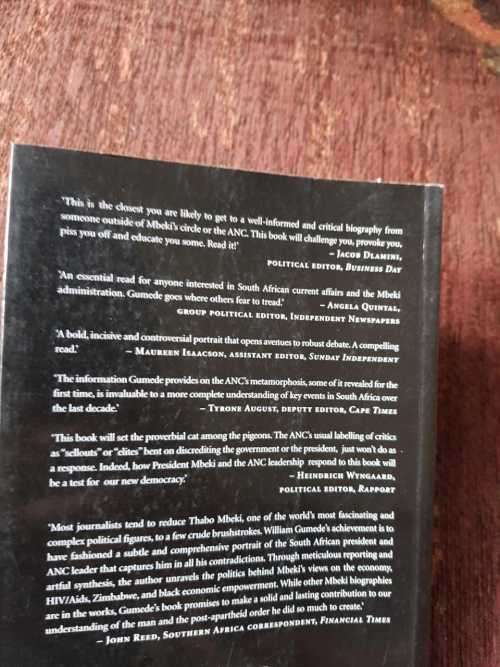 'This is the closest you are likely to get to a well-informed and critical biography from
someone outside of Mbeki's circle or the ANC. This book will challenge you, provoke you,
piss you off and educate you some. Read it!'
– JACOB DLAMINI,
POLITICAL EDITOR, BUSINESS DAY
'An essential read for anyone interested in South African current affairs and the Mbeki
administration. Gumede goes where others fear to tread.'
– ANGELA QUINTAL,
GROUP POLITICAL EDITOR, INDEPENDENT NEWSPAPERS
'A bold, incisive and controversial portrait that opens avenues to robust debate. A compelling
read.' – MAUREEN ISAACSON, ASSISTANT EDITOR, SUNDAY INDEPENDENT
'The information Gumede provides on the ANC's metamorphosis, some of it revealed for the
first time, is invaluable to a more complete understanding of key events in South Africa over
the last decade.' – TYRONE AUGUST, DEPUTY EDITOR, CAPE TIMES
'This book will set the proverbial cat among the pigeons. The ANC's usual labelling of critics
as "sellouts" or "elites" bent on discrediting the government or the president, just won't do as
a response. Indeed, how President Mbeki and the ANC leadership respond to this book will
be a test for our new democracy.' – HEINDRICH WYNGAARD,
POLITICAL EDITOR, RAPPORT
'Most journalists tend to reduce Thabo Mbeki, one of the world's most fascinating and
complex political figures, to a few crude brushstrokes. William Gumede's achievement is to
have fashioned a subtle and comprehensive portrait of the South African president and
ANC leader that captures him in all his contradictions. Through meticulous reporting and
artful synthesis, the author unravels the politics behind Mbeki's views on the economy,
HIV/Aids, Zimbabwe, and black economic empowerment. While other Mbeki biographies
are in the works, Gumede's book promises to make a solid and lasting contribution to our
understanding of the man and the post-apartheid order he did so much to create.'
– JOHN REED, SOUTHERN AFRICA CORRESPONDENT, FINANCIAL TIMES